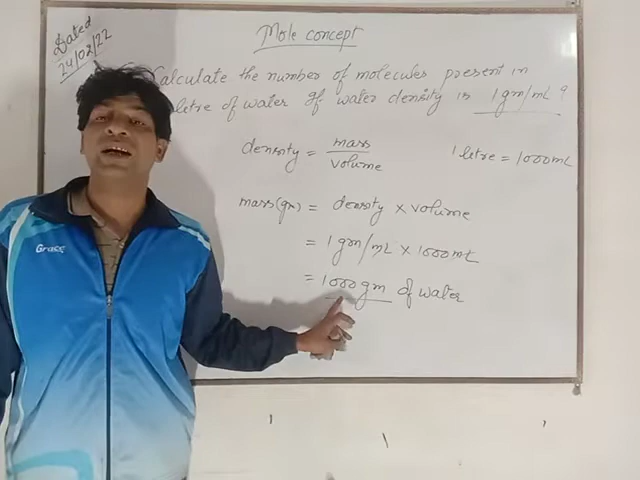 Dated
24/02/22
Mole concept
Calculate the number of molecules present in
litre of water If water density is 1gm/mL ?
density = mass
volume
1 litre = 1000mL
mass(gm) = density × volume
= 1 gm/mL × 1000mL
= 1000gm of water
Grace